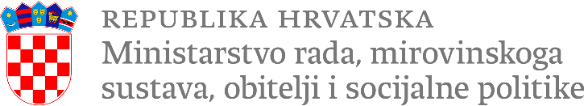 REPUBLIKA HRVATSKA
Ministarstvo rada, mirovinskoga
sustava, obitelji i socijalne politike